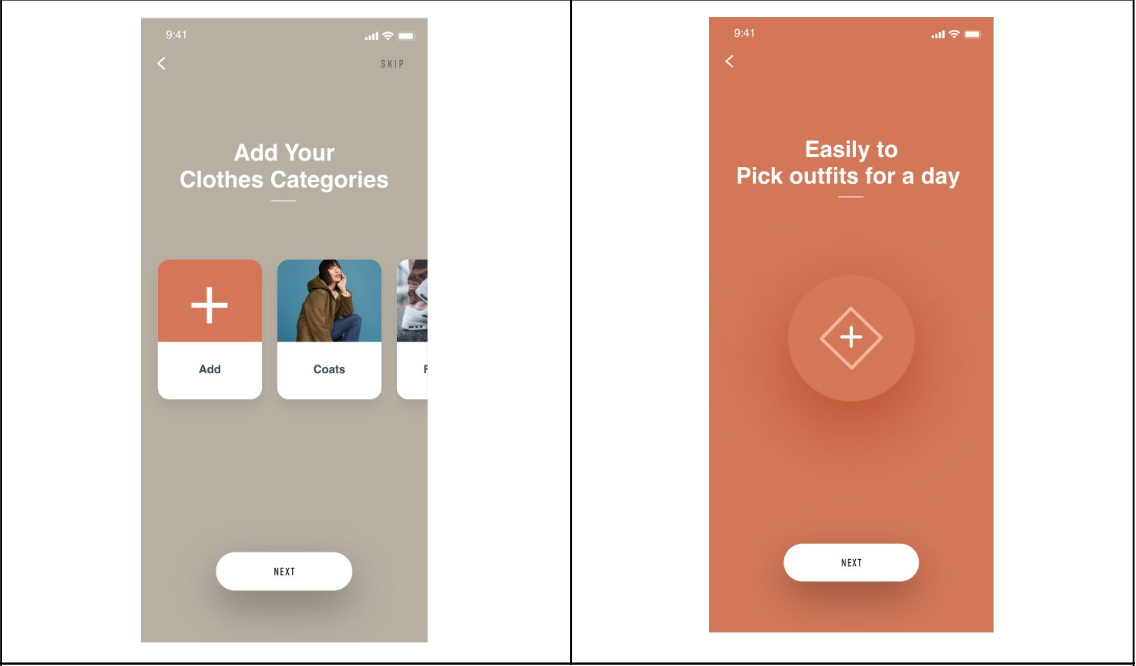 9:41
SKIP
Add Your
Clothes Categories
Add
Coats
F
NEXT
9:41
Easily to
Pick outfits for a day
NEXT